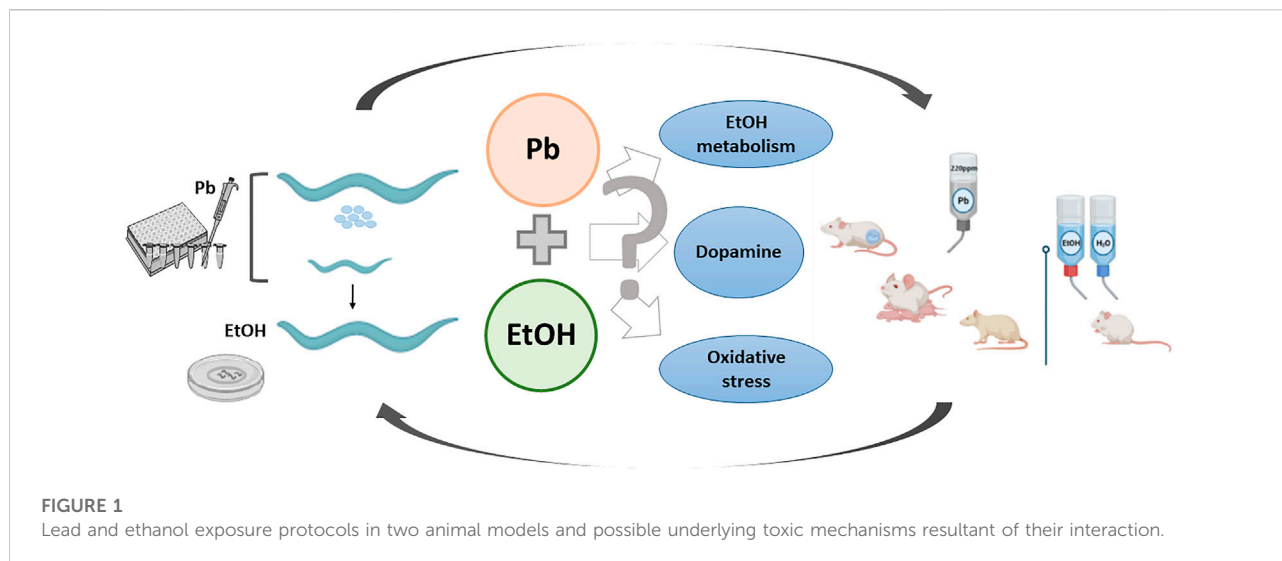 Pb
EtOH
Pb
EtOH
EtOH
metabolism
Dopamine
Oxidative
stress
220ppm
Pb
EtOH
H₂O
FIGURE 1
Lead and ethanol exposure protocols in two animal models and possible underlying toxic mechanisms resultant of their interaction.